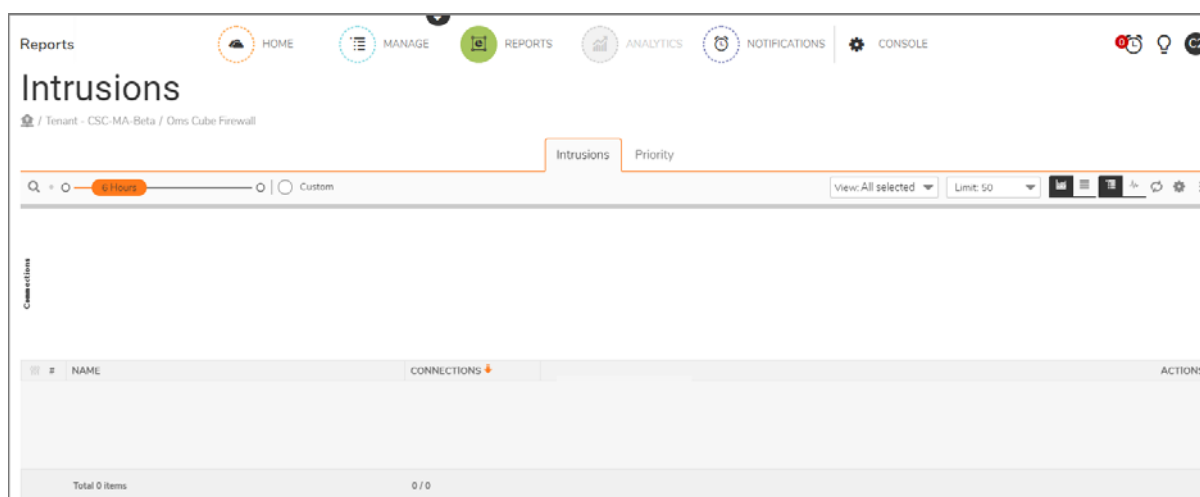 Reports HOME MANAGE REPORTS ANALYTICS NOTIFICATIONS CONSOLE 0
Intrusions
/ Tenant - CSC-MA-Beta / Oms Cube Firewall
Intrusions Priority
6 Hours Custom View: All selected Limit: 50
Connections
# NAME CONNECTIONS ACTIONS
Total 0 items 0 / 0